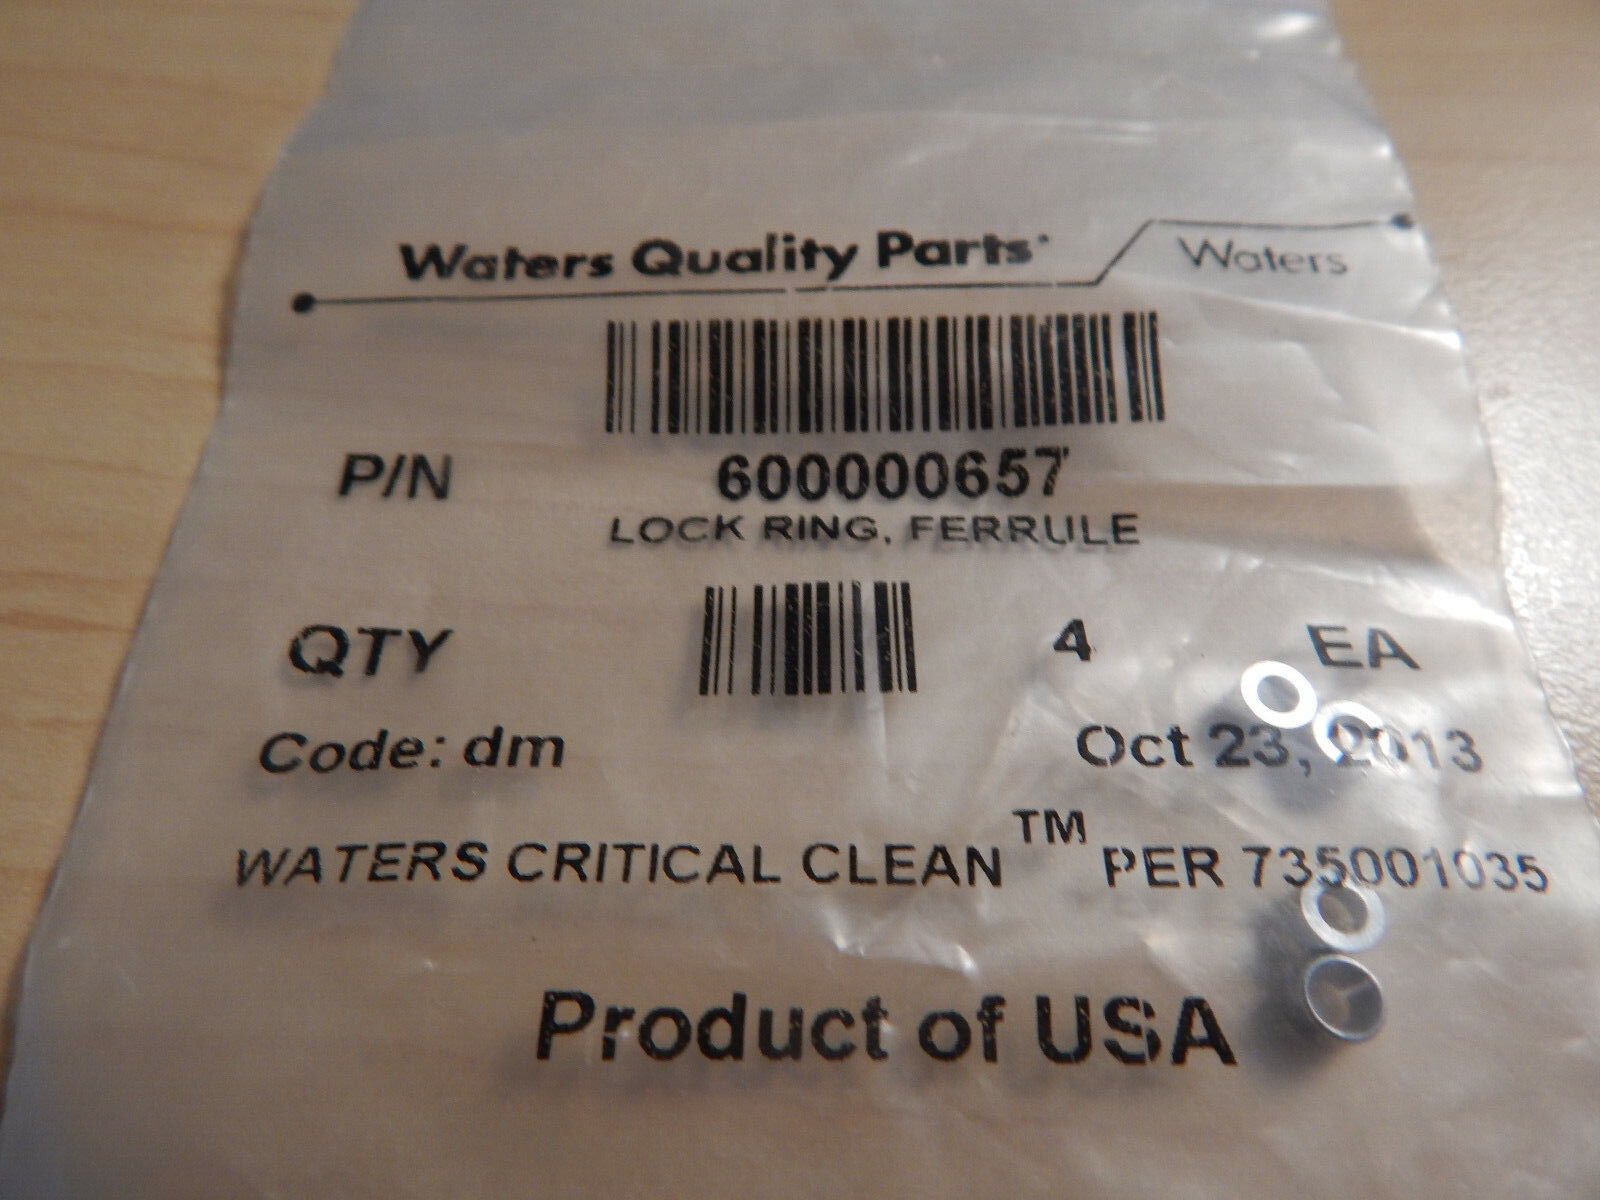 Waters Quality Parts Waters
P/N 600000657
LOCK RING, FERRULE
QTY 4 EA
Code: dm Oct 23, 2013
WATERS CRITICAL CLEAN™ PER 735001035
Product of USA